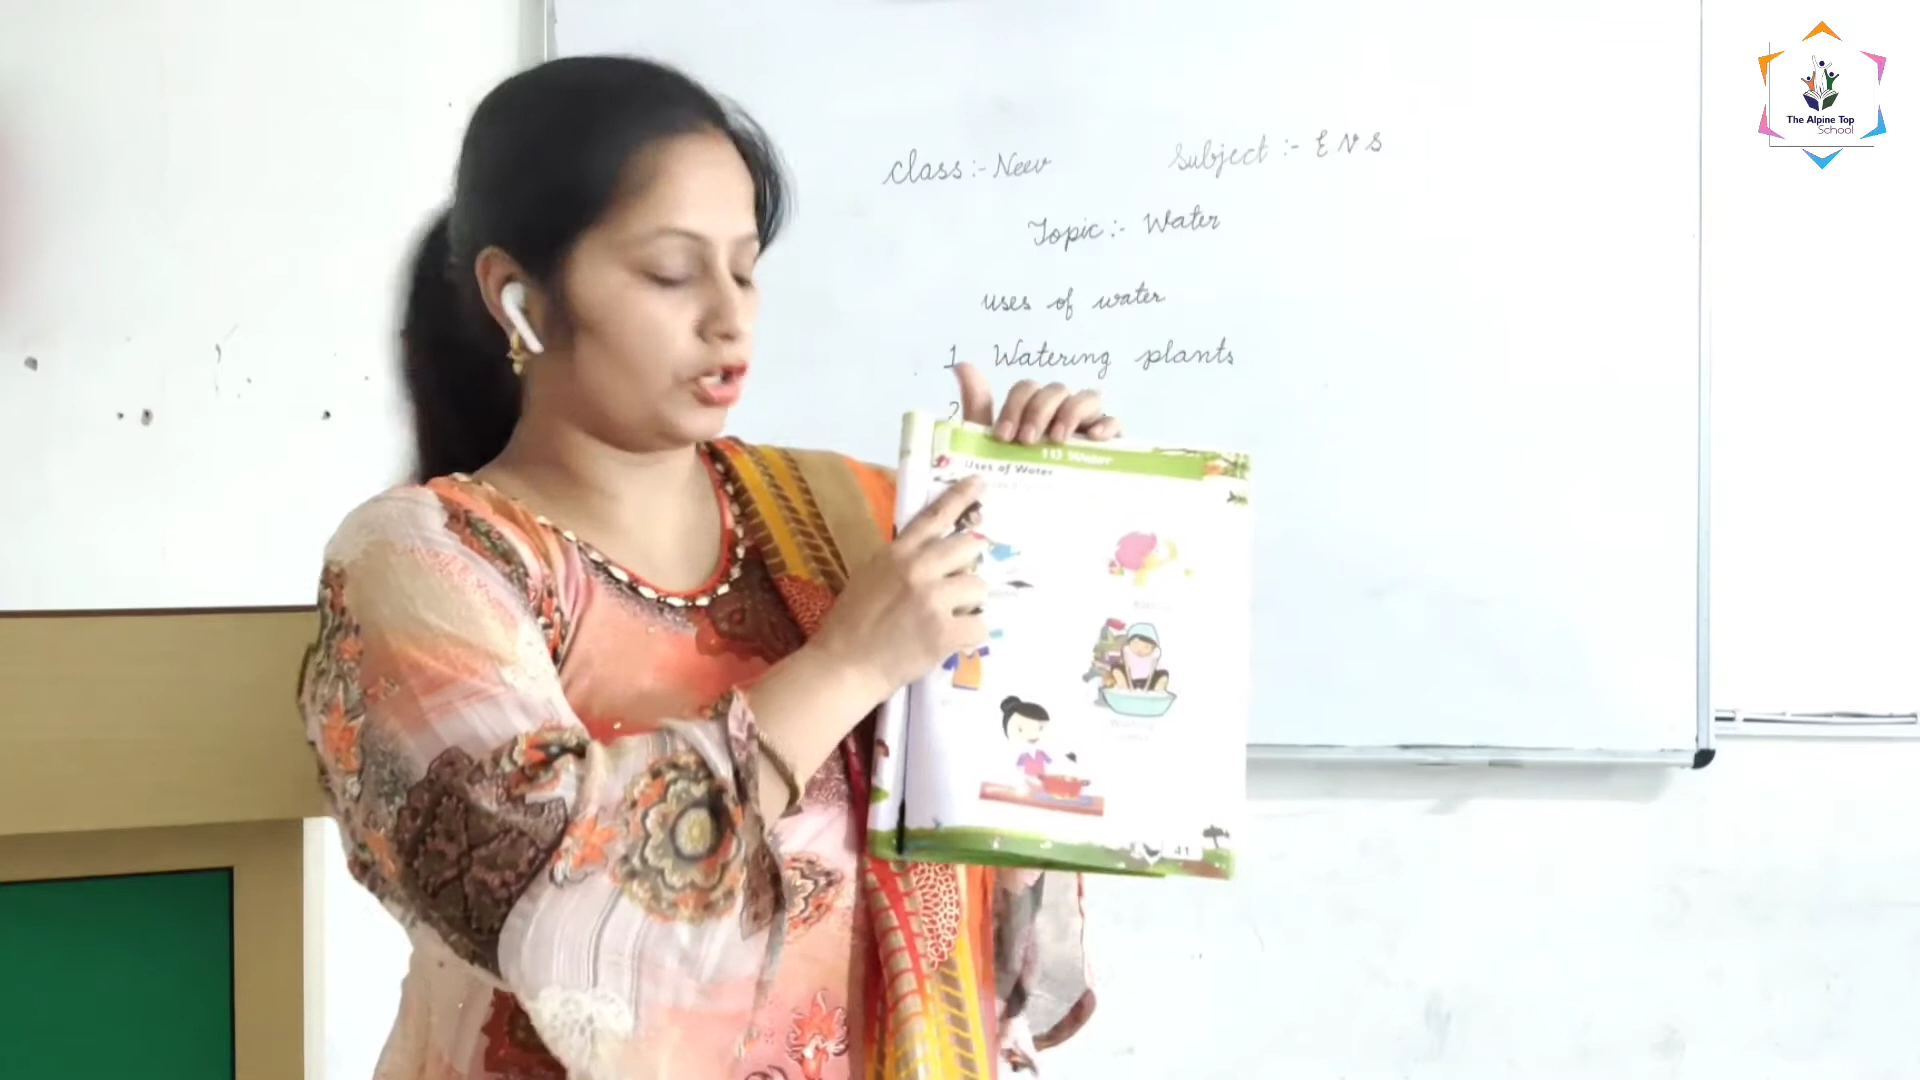 The Alpine Top
School
Class :- Neev Subject :- E N S
Topic :- Water
uses of water
1 Watering plants
2
Water
Uses of Water
41